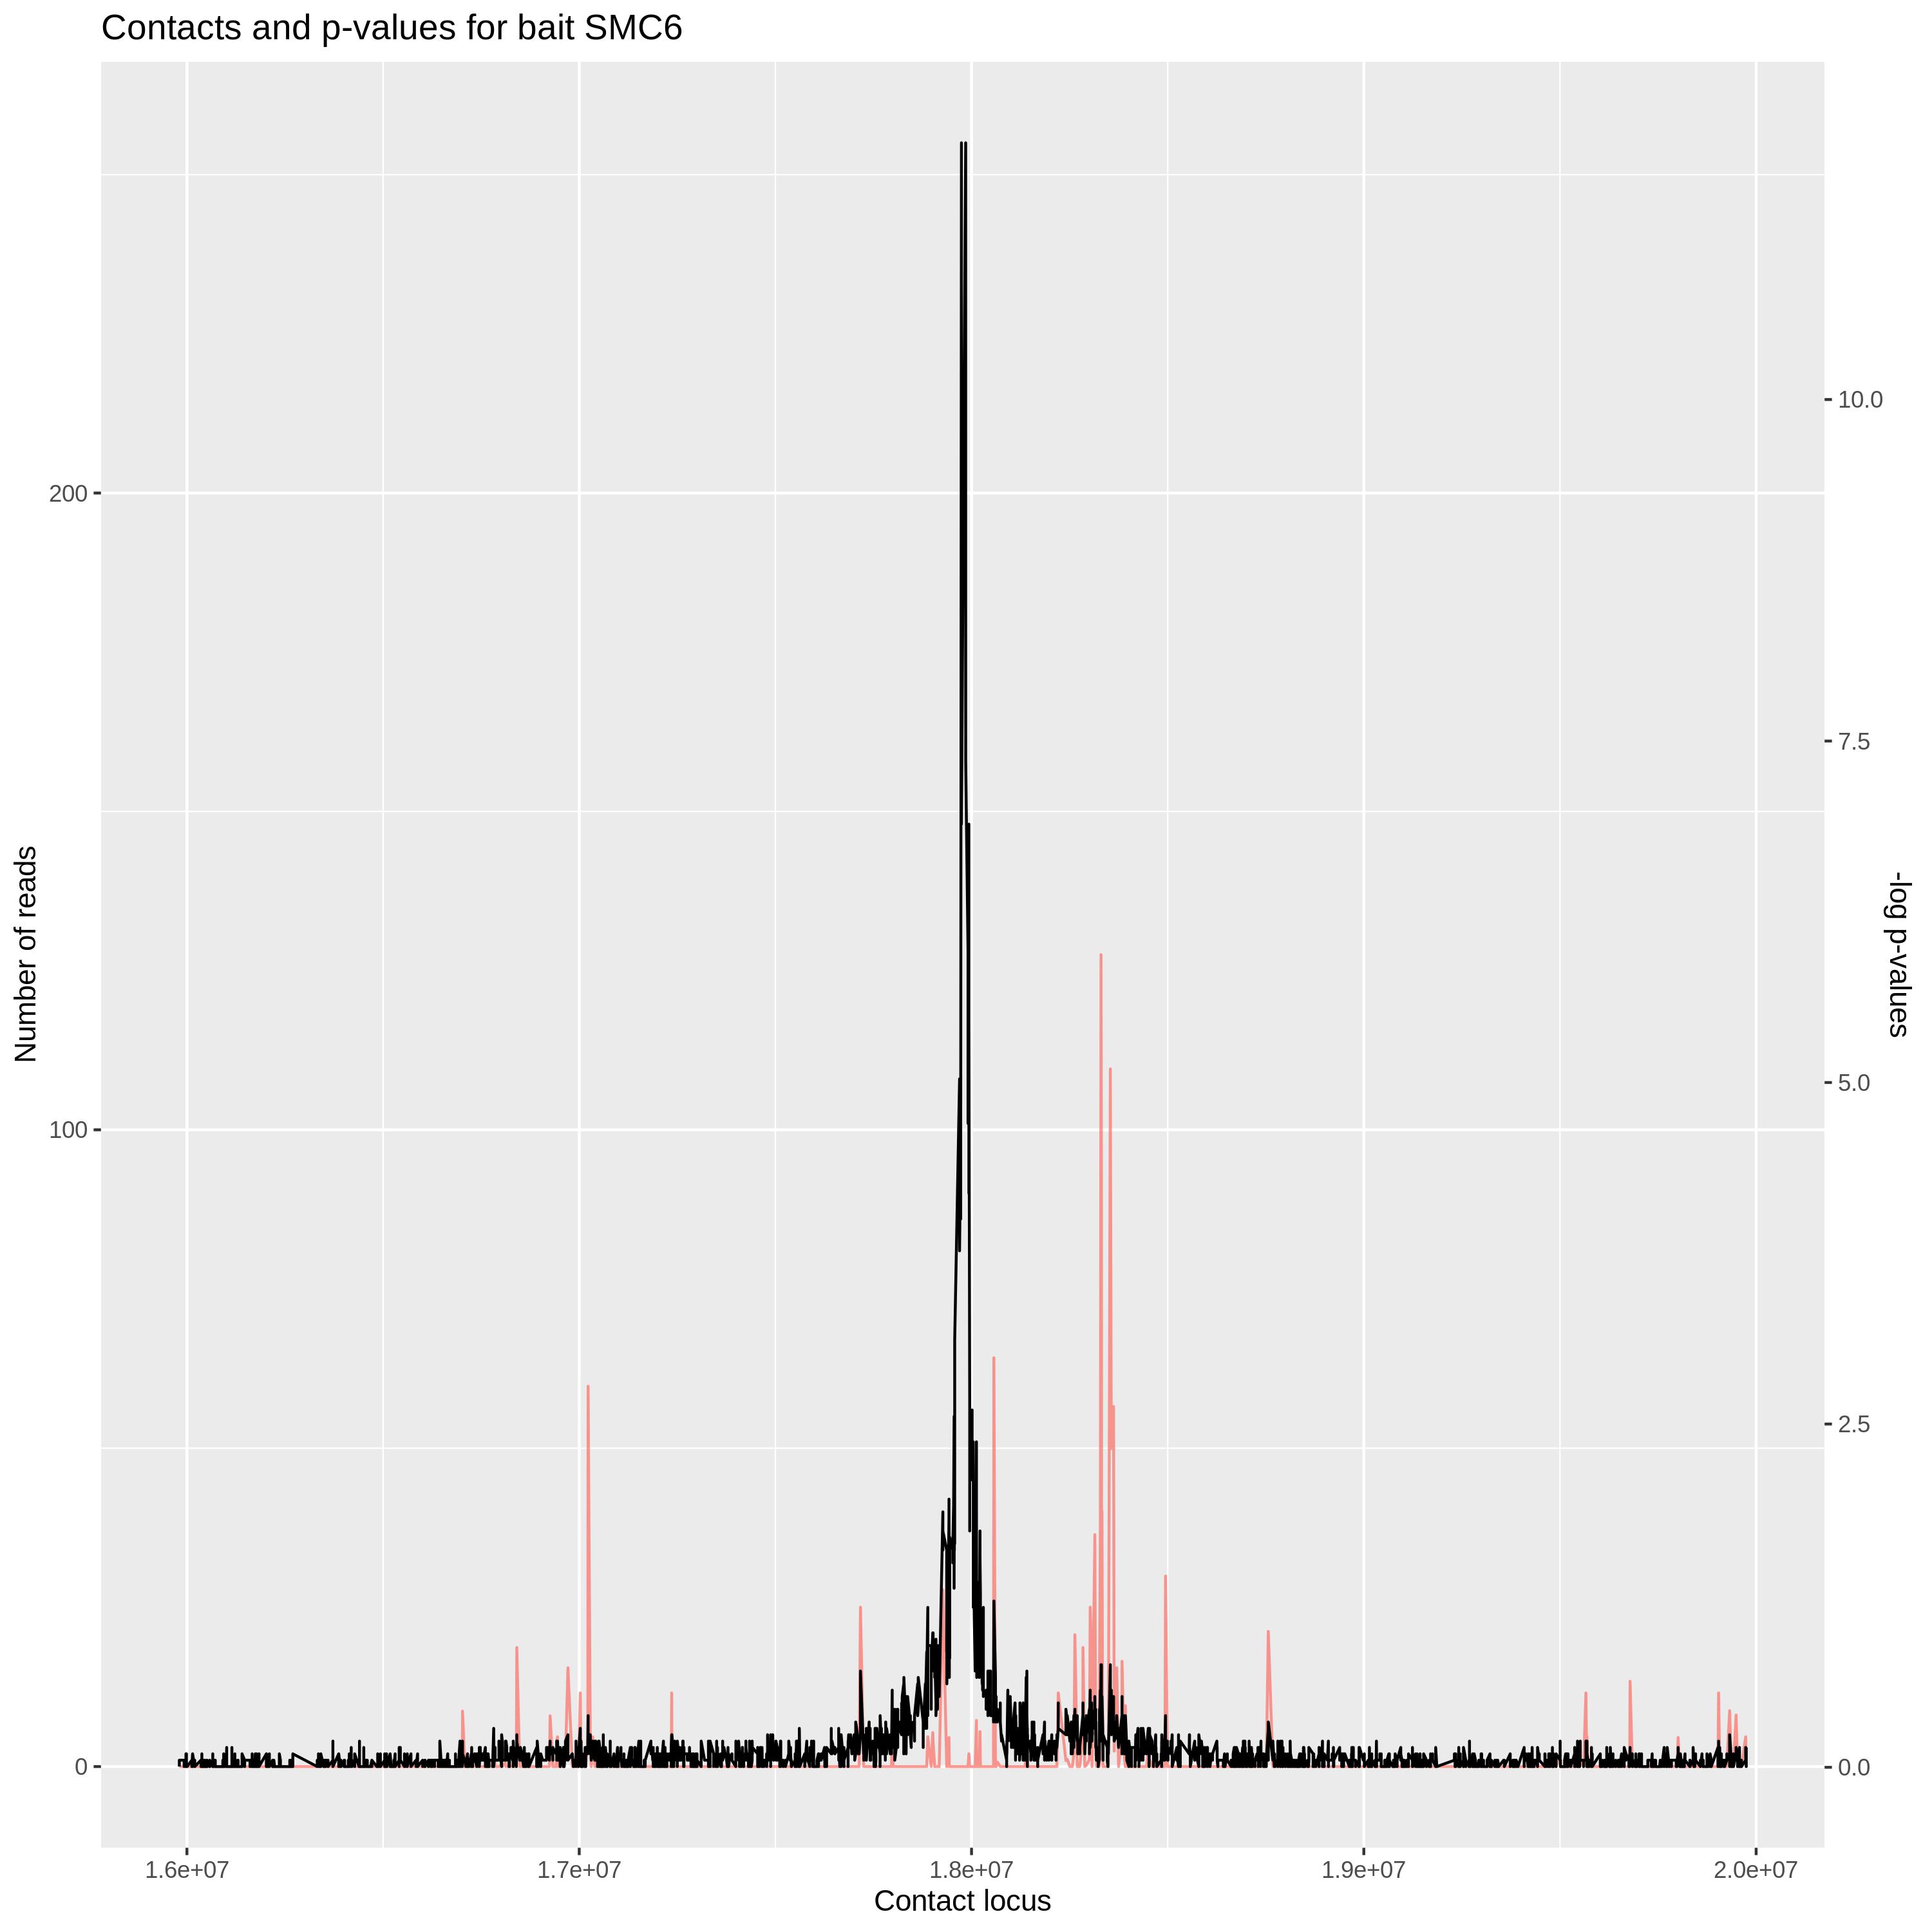 Contacts and p-values for bait SMC6
Number of reads
200
100
0
10.0
7.5
5.0
2.5
0.0
-log p-values
1.6e+07
1.7e+07
1.8e+07
1.9e+07
2.0e+07
Contact locus